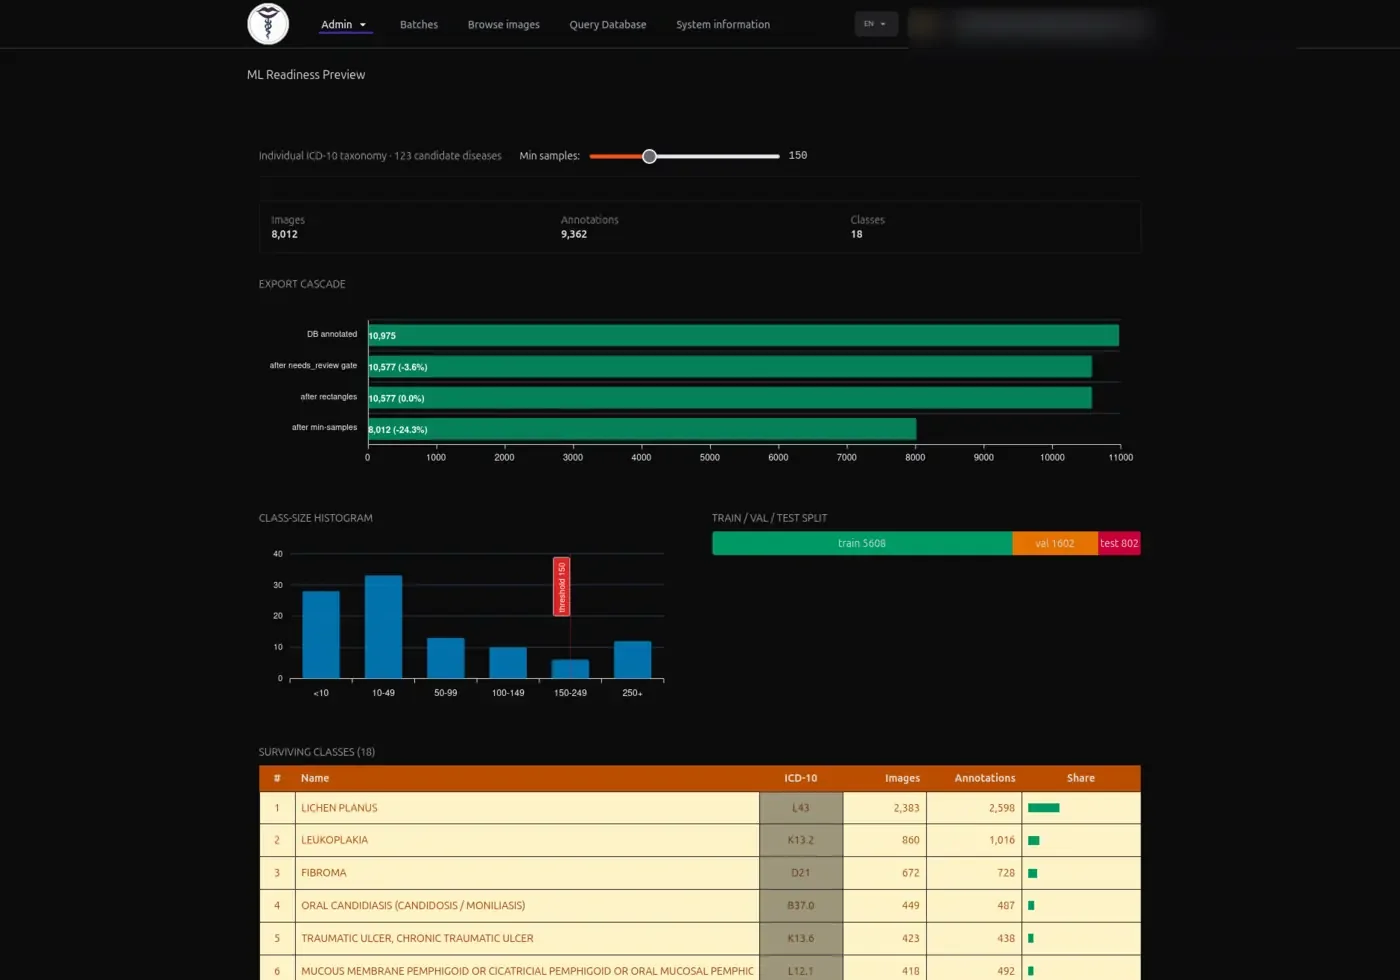 Admin Batches Browse images Query Database System information EN
ML Readiness Preview
Individual ICD-10 taxonomy · 123 candidate diseases Min samples: 150
Images Annotations Classes
8,012 9,362 18
EXPORT CASCADE
DB annotated 10,975
after needs_review gate 10,577 (-3.6%)
after rectangles 10,577 (0.0%)
after min-samples 8,012 (-24.3%)
0 1000 2000 3000 4000 5000 6000 7000 8000 9000 10000 11000
CLASS-SIZE HISTOGRAM
40
30
20
10
0
threshold 150
<10 10-49 50-99 100-149 150-249 250+
TRAIN / VAL / TEST SPLIT
train 5608 val 1602 test 802
SURVIVING CLASSES (18)
# Name ICD-10 Images Annotations Share
1 LICHEN PLANUS L43 2,383 2,598
2 LEUKOPLAKIA K13.2 860 1,016
3 FIBROMA D21 672 728
4 ORAL CANDIDIASIS (CANDIDOSIS / MONILIASIS) B37.0 449 487
5 TRAUMATIC ULCER, CHRONIC TRAUMATIC ULCER K13.6 423 438
6 MUCOUS MEMBRANE PEMPHIGOID OR CICATRICIAL PEMPHIGOID OR ORAL MUCOSAL PEMPHIG L12.1 418 492